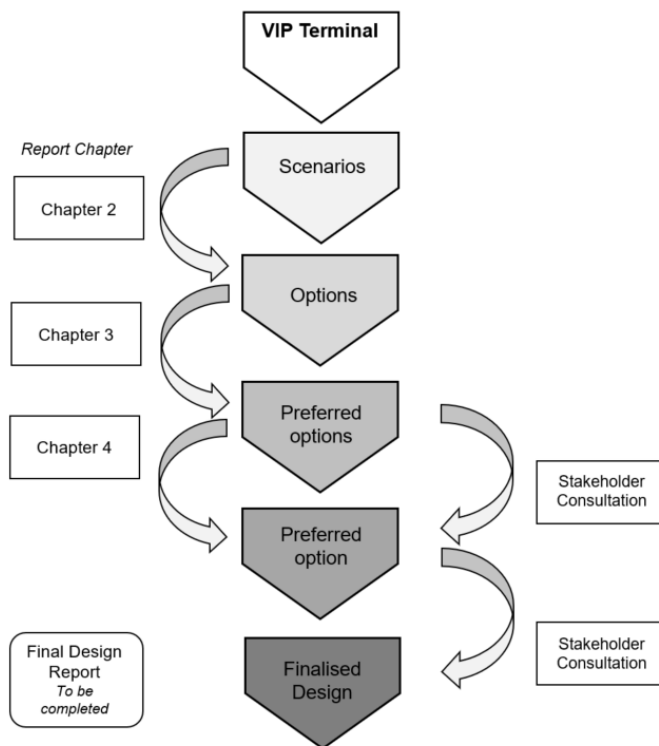 VIP Terminal
Report Chapter
Scenarios
Chapter 2
Options
Chapter 3
Preferred
options
Chapter 4
Stakeholder
Consultation
Preferred
option
Final Design
Report
To be
completed
Finalised
Design
Stakeholder
Consultation